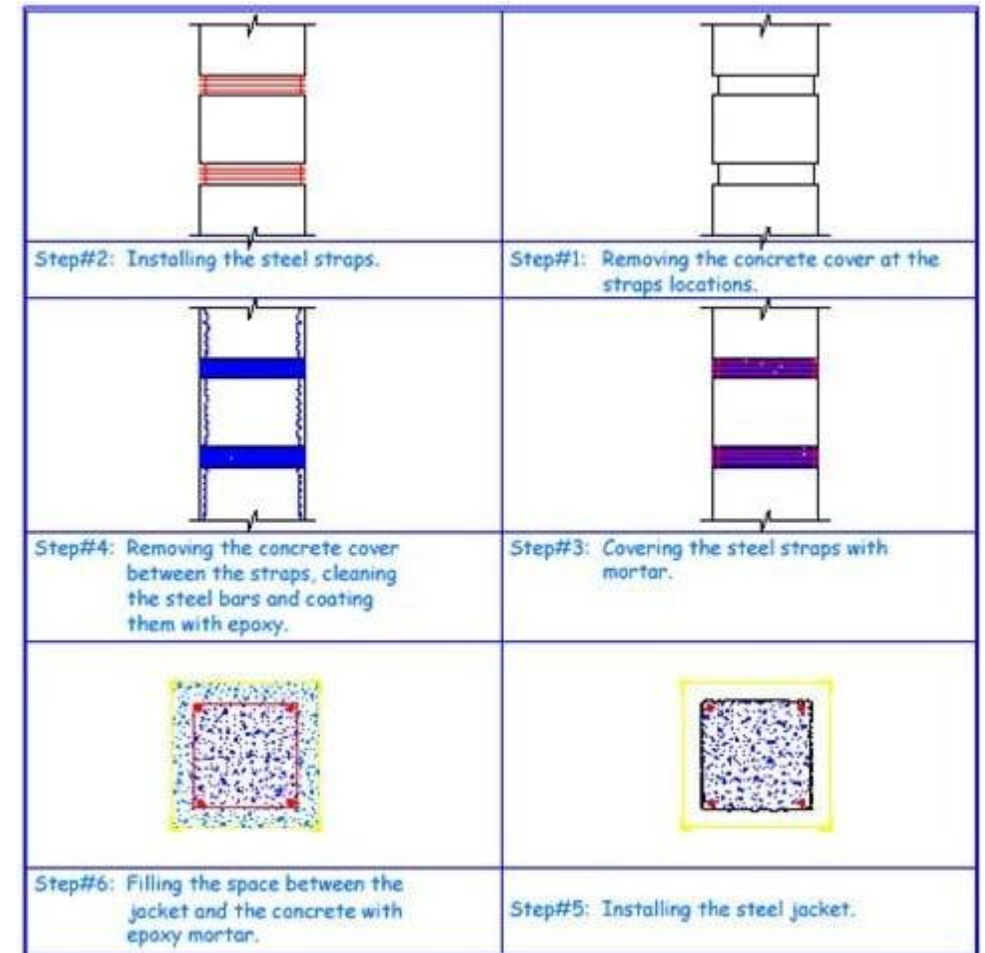 Step#2: Installing the steel straps.
Step#1: Removing the concrete cover at the
straps locations.
Step#4: Removing the concrete cover
between the straps, cleaning
the steel bars and coating
them with epoxy.
Step#3: Covering the steel straps with
mortar.
Step#6: Filling the space between the
jacket and the concrete with
epoxy mortar.
Step#5: Installing the steel jacket.